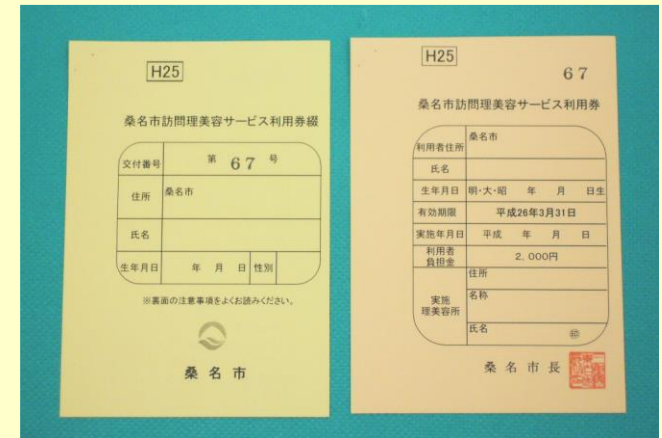 H25
桑名市訪問理美容サービス利用券綴
交付番号 第 67 号
住所 桑名市
氏名
生年月日 年 月 日 性別
※裏面の注意事項をよくお読みください。
桑名市
H25
67
桑名市訪問理美容サービス利用券
利用者住所 桑名市
氏名
生年月日 明・大・昭 年 月 日生
有効期限 平成26年3月31日
実施年月日 平成 年 月 日
利用者
負担金 2,000円
実施
理美容所
住所
名称
氏名 ㊞
桑名市長